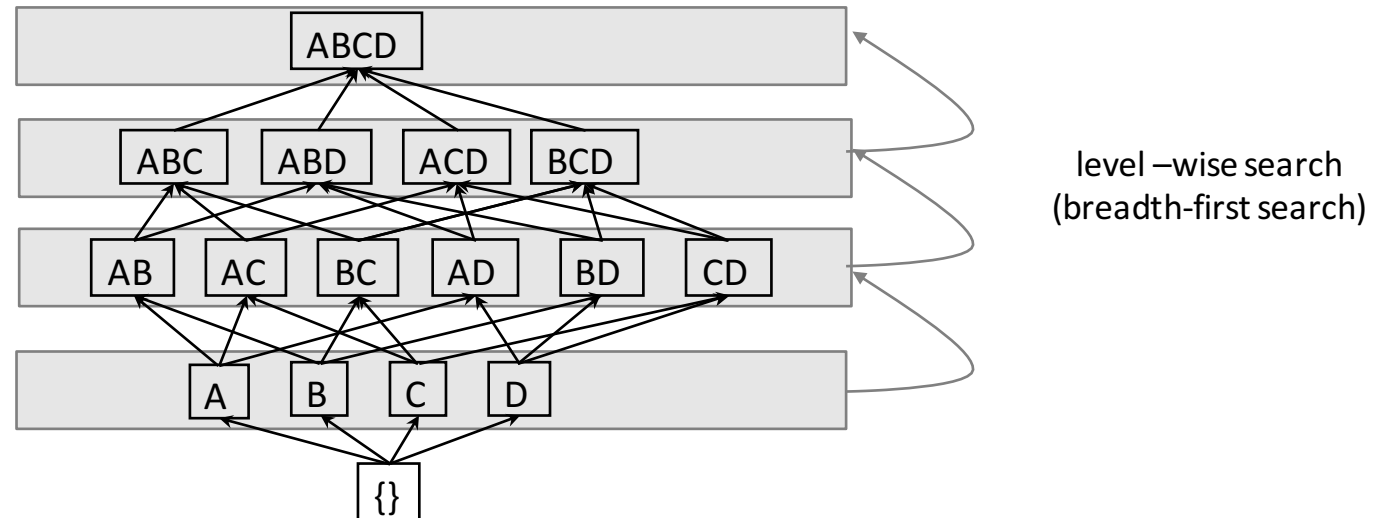 ABCD
ABC ABD ACD BCD
level –wise search
(breadth-first search)
AB AC BC AD BD CD
A B C D
{}